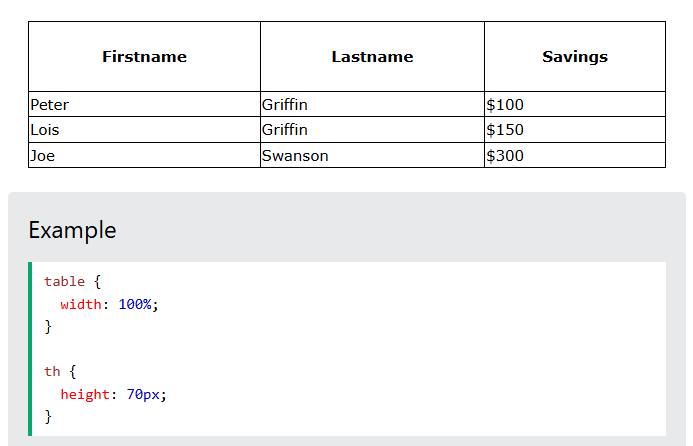 Firstname Lastname Savings
Peter Griffin $100
Lois Griffin $150
Joe Swanson $300
Example
table {
  width: 100%;
}
th {
  height: 70px;
}